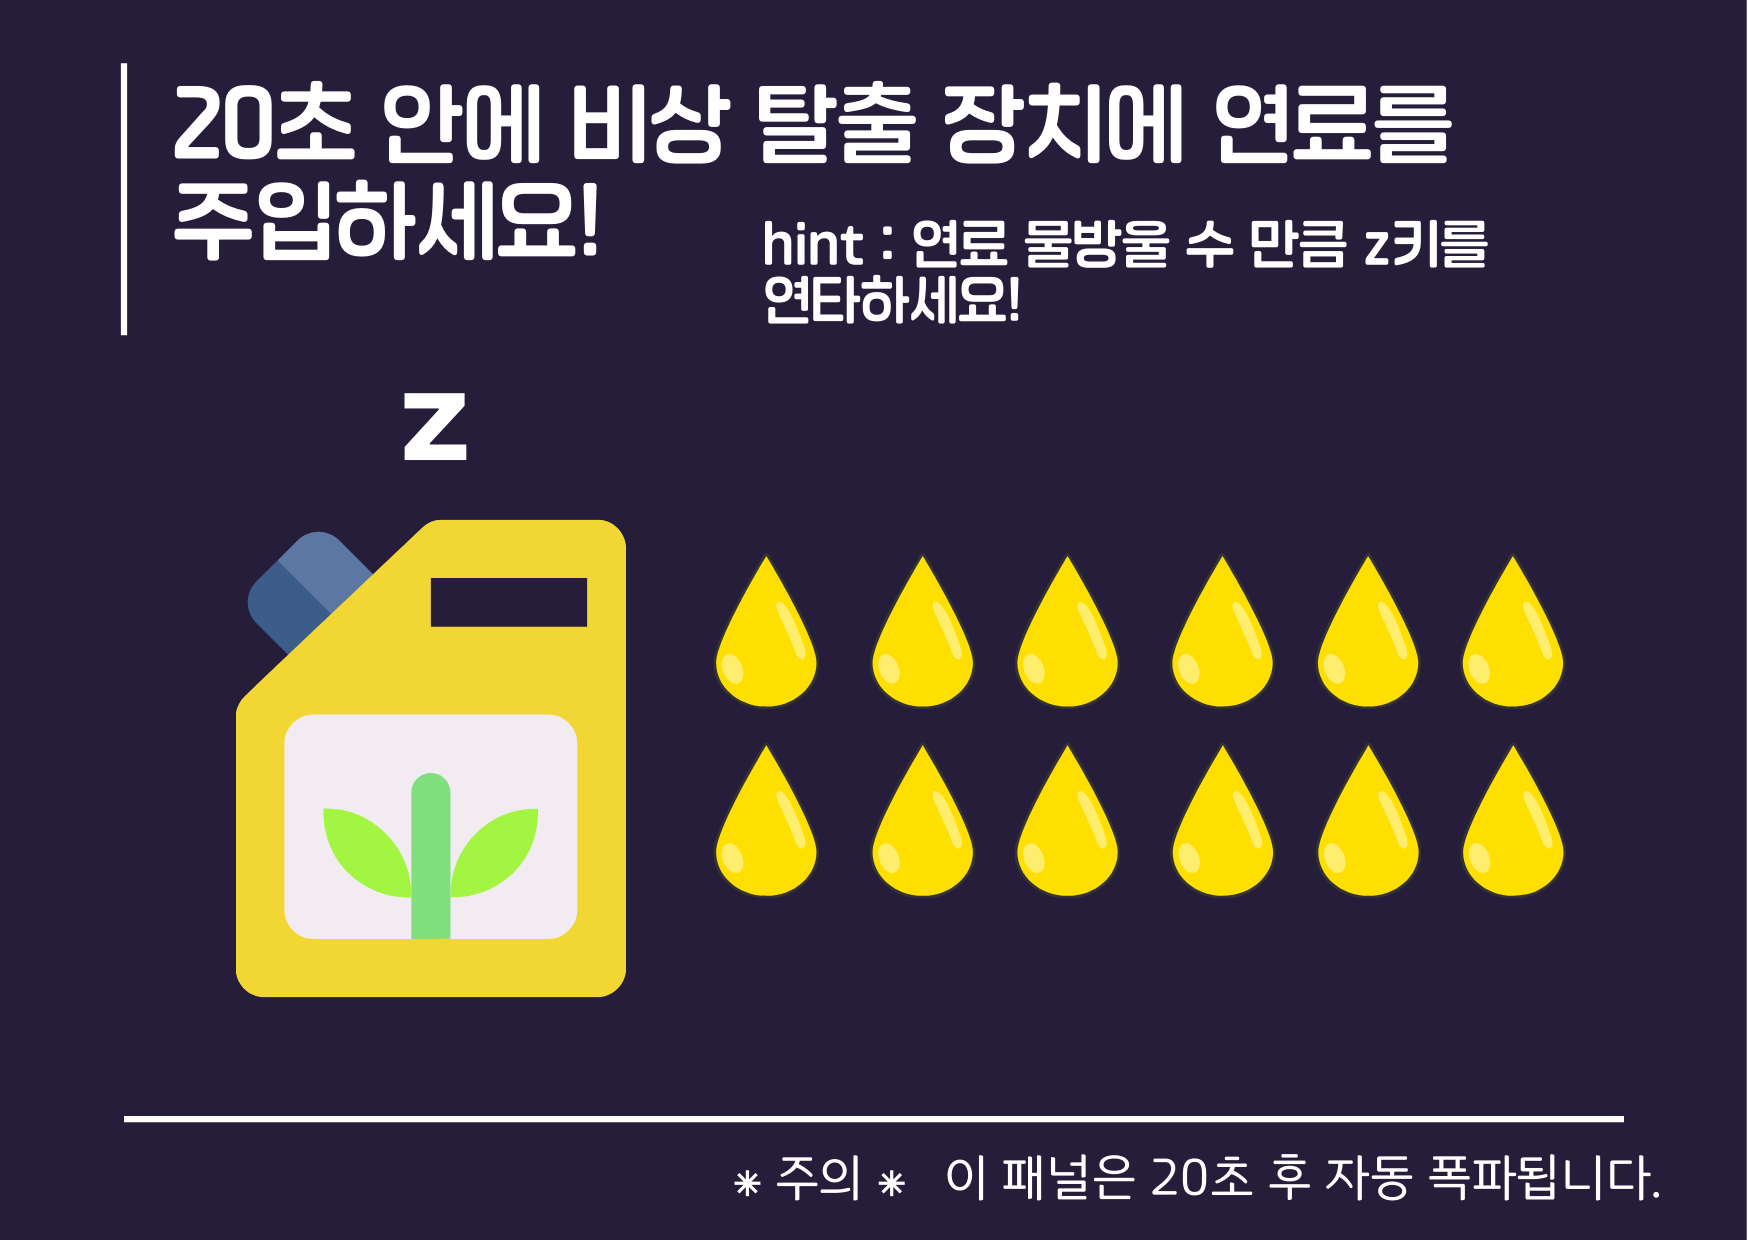 20초 안에 비상 탈출 장치에 연료를
주입하세요!
hint : 연료 물방울 수 만큼 z키를
연타하세요!
z
* 주의 * 이 패널은 20초 후 자동 폭파됩니다.